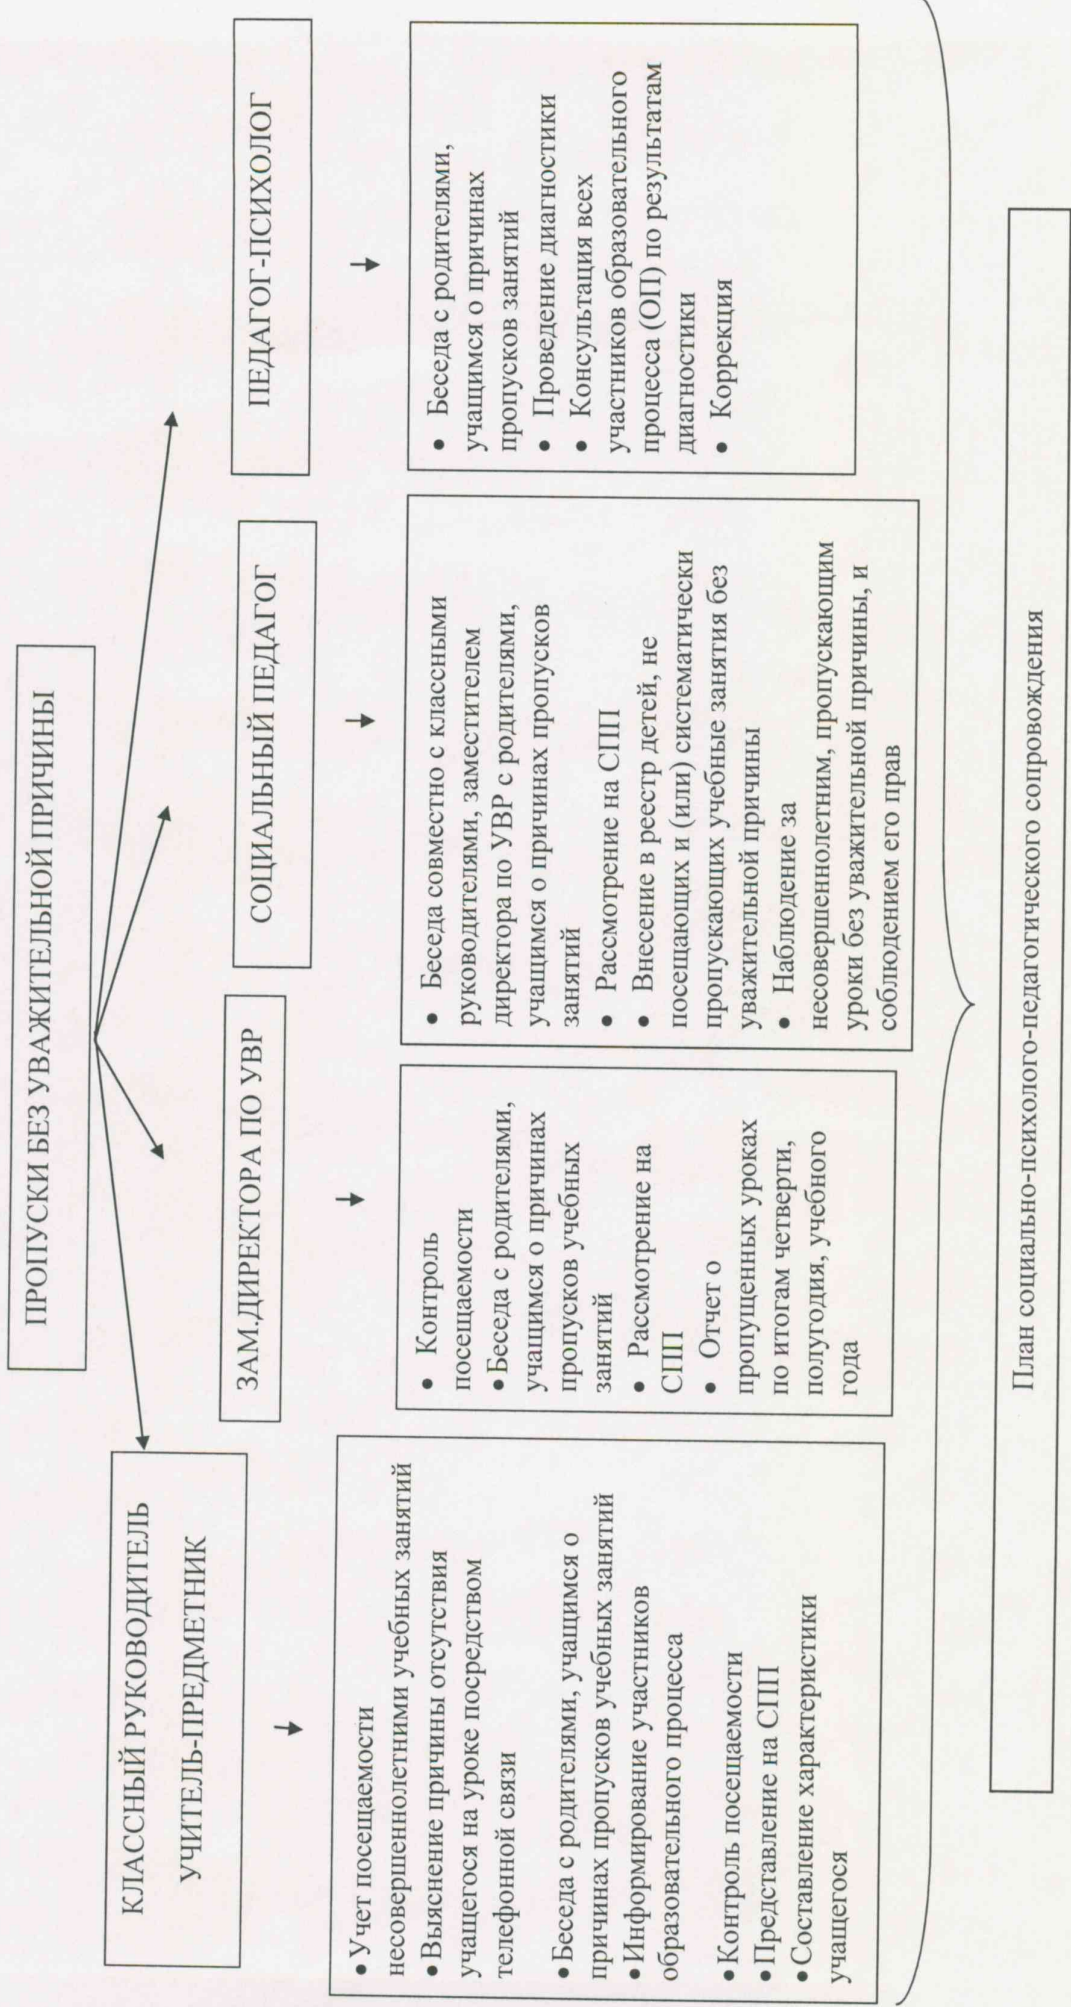 ПРОПУСКИ БЕЗ УВАЖИТЕЛЬНОЙ ПРИЧИНЫ
КЛАССНЫЙ РУКОВОДИТЕЛЬ
УЧИТЕЛЬ-ПРЕДМЕТНИК
• Учет посещаемости
несовершеннолетними учебных занятий
• Выяснение причины отсутствия
учащегося на уроке посредством
телефонной связи
• Беседа с родителями, учащимся о
причинах пропусков учебных занятий
• Информирование участников
образовательного процесса
• Контроль посещаемости
• Представление на СПП
• Составление характеристики
учащегося
ЗАМ.ДИРЕКТОРА ПО УВР
• Контроль
посещаемости
• Беседа с родителями,
учащимся о причинах
пропусков учебных
занятий
• Рассмотрение на
СПП
• Отчет о
пропущенных уроках
по итогам четверти,
полугодия, учебного
года
СОЦИАЛЬНЫЙ ПЕДАГОГ
• Беседа совместно с классными
руководителями, заместителем
директора по УВР с родителями,
учащимся о причинах пропусков
занятий
• Рассмотрение на СПП
• Внесение в реестр детей, не
посещающих и (или) систематически
пропускающих учебные занятия без
уважительной причины
• Наблюдение за
несовершеннолетним, пропускающим
уроки без уважительной причины, и
соблюдением его прав
ПЕДАГОГ-ПСИХОЛОГ
• Беседа с родителями,
учащимся о причинах
пропусков занятий
• Проведение диагностики
• Консультация всех
участников образовательного
процесса (ОП) по результатам
диагностики
• Коррекция
План социально-психолого-педагогического сопровождения